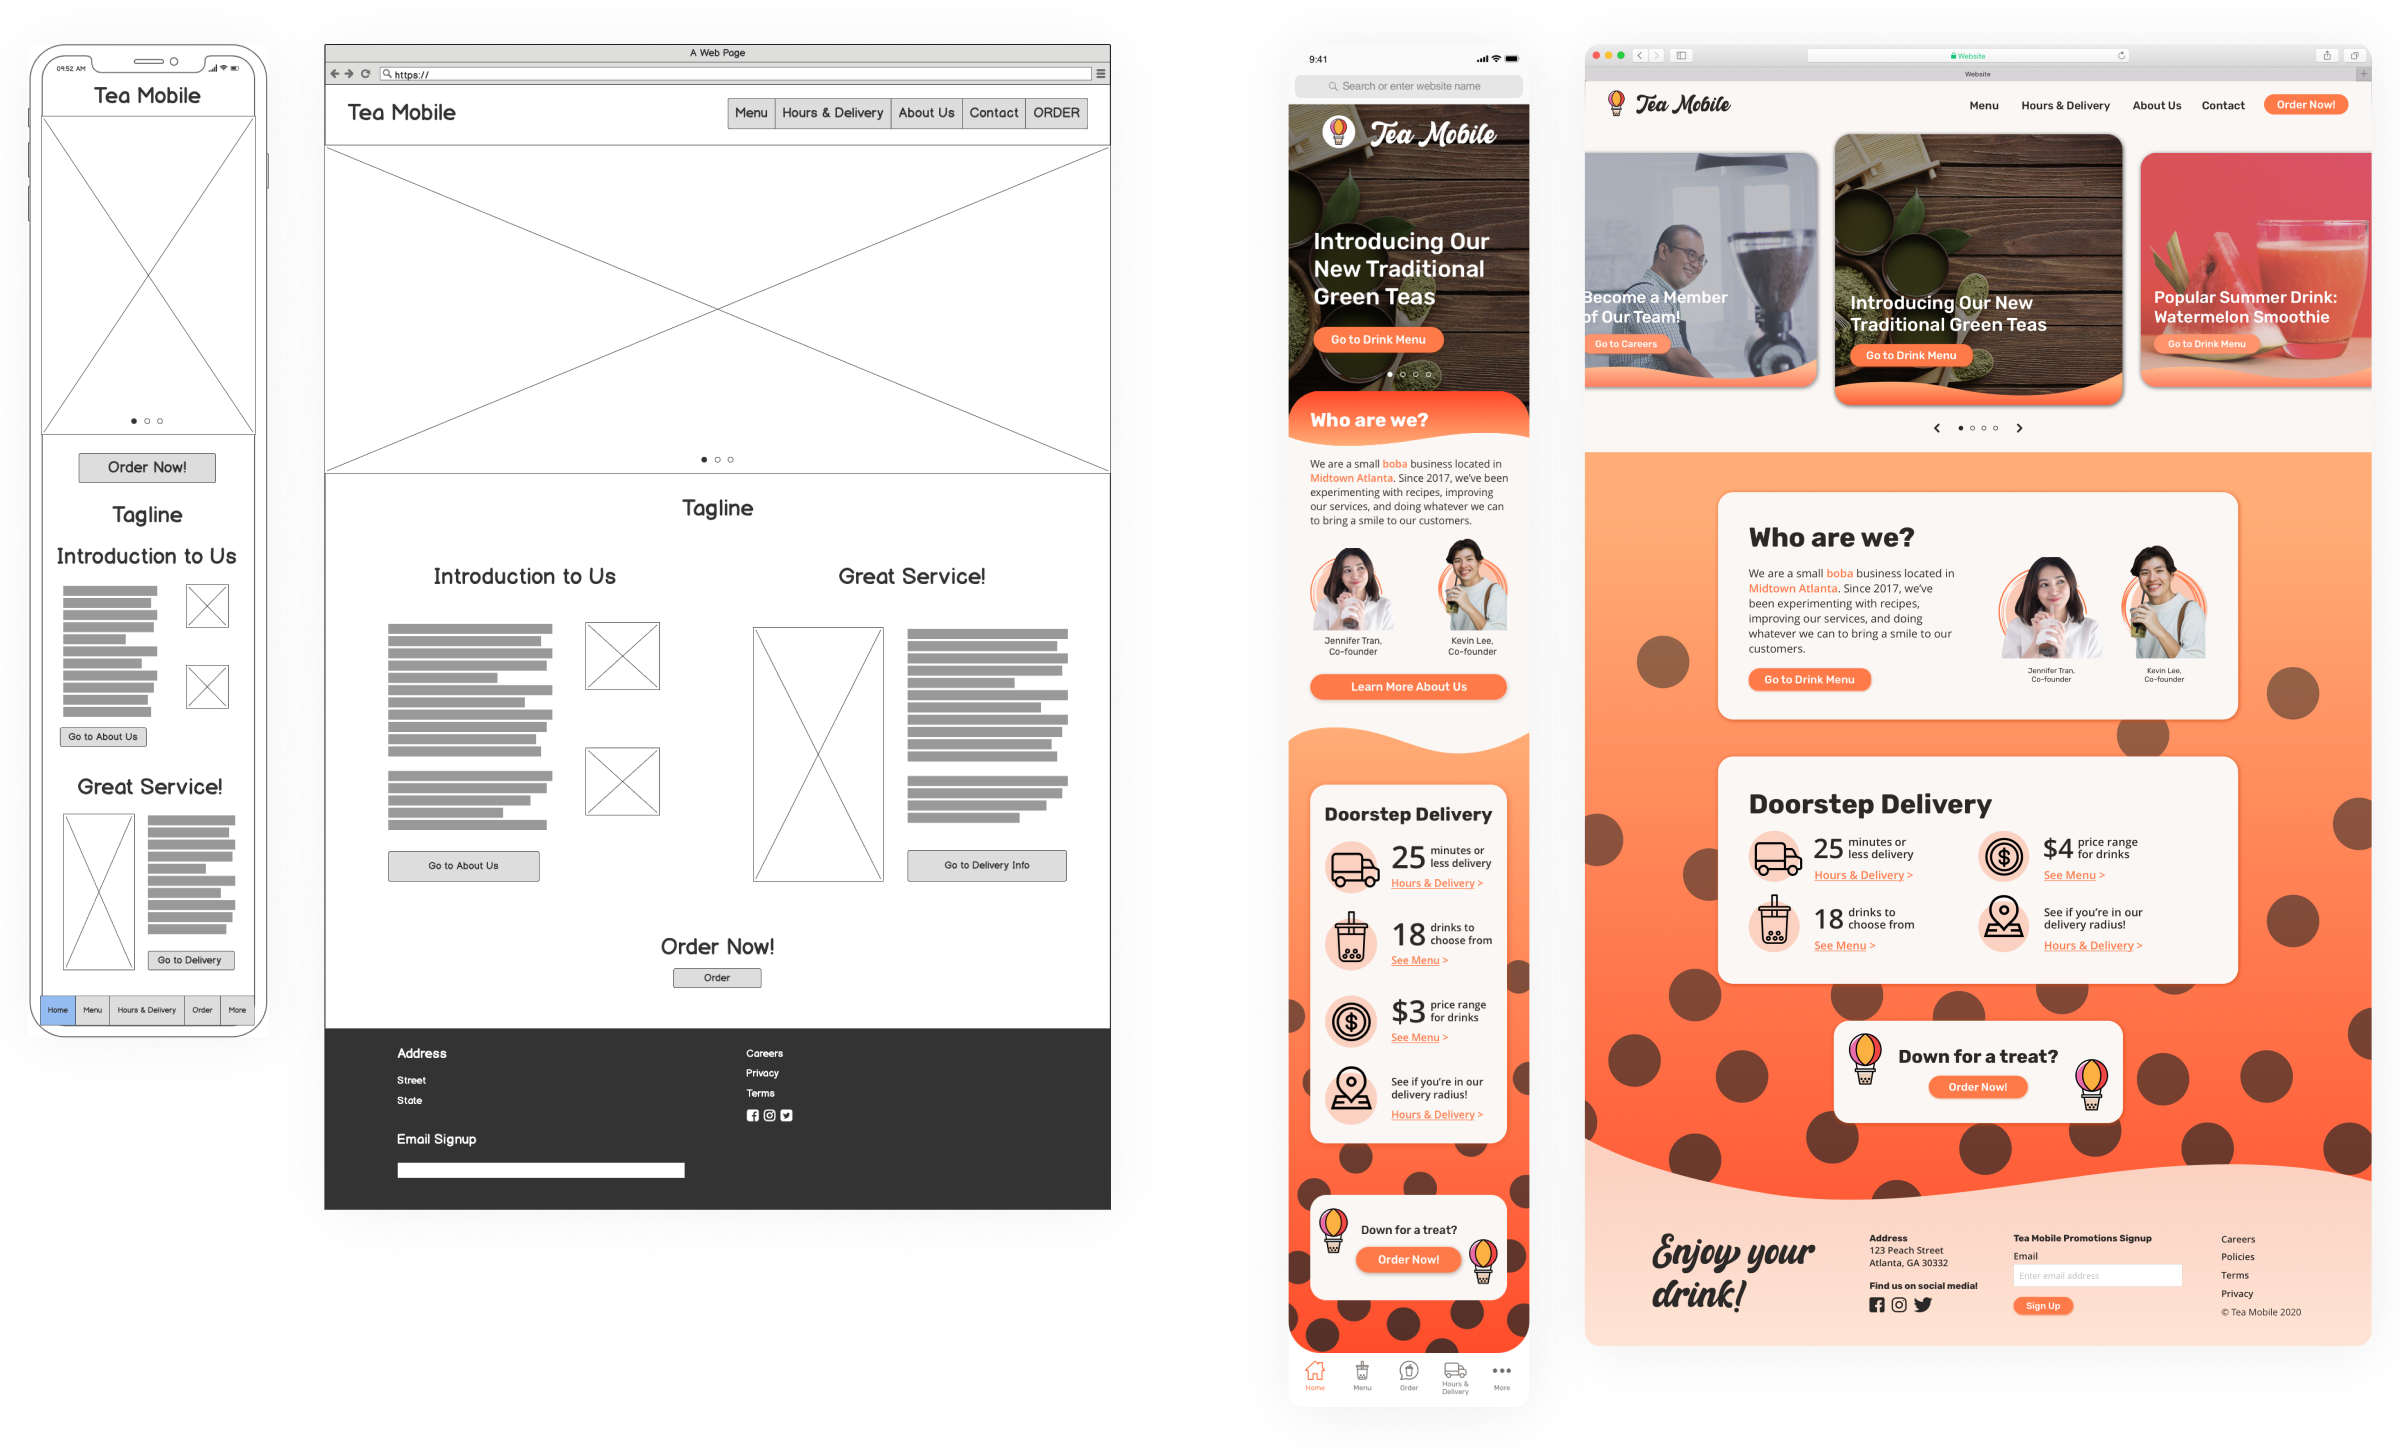 09:52 AM
Tea Mobile
Order Now!
Tagline
Introduction to Us
Go to About Us
Great Service!
Go to Delivery
Home
Menu
Hours & Delivery
Order
More
A Web Page
https://
Tea Mobile
Menu
Hours & Delivery
About Us
Contact
ORDER
Tagline
Introduction to Us
Go to About Us
Great Service!
Go to Delivery Info
Order Now!
Order
Address
Street
State
Email Signup
Careers
Privacy
Terms
9:41
Search or enter website name
Tea Mobile
Introducing Our
New Traditional
Green Teas
Go to Drink Menu
Who are we?
We are a small boba business located in
Midtown Atlanta. Since 2017, we've been
experimenting with recipes, improving
our services, and doing whatever we can
to bring a smile to our customers.
Jennifer Tran,
Co-founder
Kevin Lee,
Co-founder
Learn More About Us
Doorstep Delivery
25 minutes or
less delivery
Hours & Delivery >
18 drinks to
choose from
See Menu >
$3 price range
for drinks
See Menu >
See if you're in our
delivery radius!
Hours & Delivery >
Down for a treat?
Order Now!
Home
Menu
Order
Hours &
Delivery
More
Website
Website
Tea Mobile
Menu
Hours & Delivery
About Us
Contact
Order Now!
Become a Member
of Our Team!
Go to Careers
Introducing Our New
Traditional Green Teas
Go to Drink Menu
Popular Summer Drink:
Watermelon Smoothie
Go to Drink Menu
Who are we?
We are a small boba business located in
Midtown Atlanta. Since 2017, we've
been experimenting with recipes,
improving our services, and doing
whatever we can to bring a smile to our
customers.
Go to Drink Menu
Jennifer Tran,
Co-founder
Kevin Lee,
Co-founder
Doorstep Delivery
25 minutes or
less delivery
Hours & Delivery >
$4 price range
for drinks
See Menu >
18 drinks to
choose from
See Menu >
See if you're in our
delivery radius!
Hours & Delivery >
Down for a treat?
Order Now!
Enjoy your
drink!
Address
123 Peach Street
Atlanta, GA 30332
Find us on social media!
Tea Mobile Promotions Signup
Email
Enter email address
Sign Up
Careers
Policies
Terms
Privacy
© Tea Mobile 2020